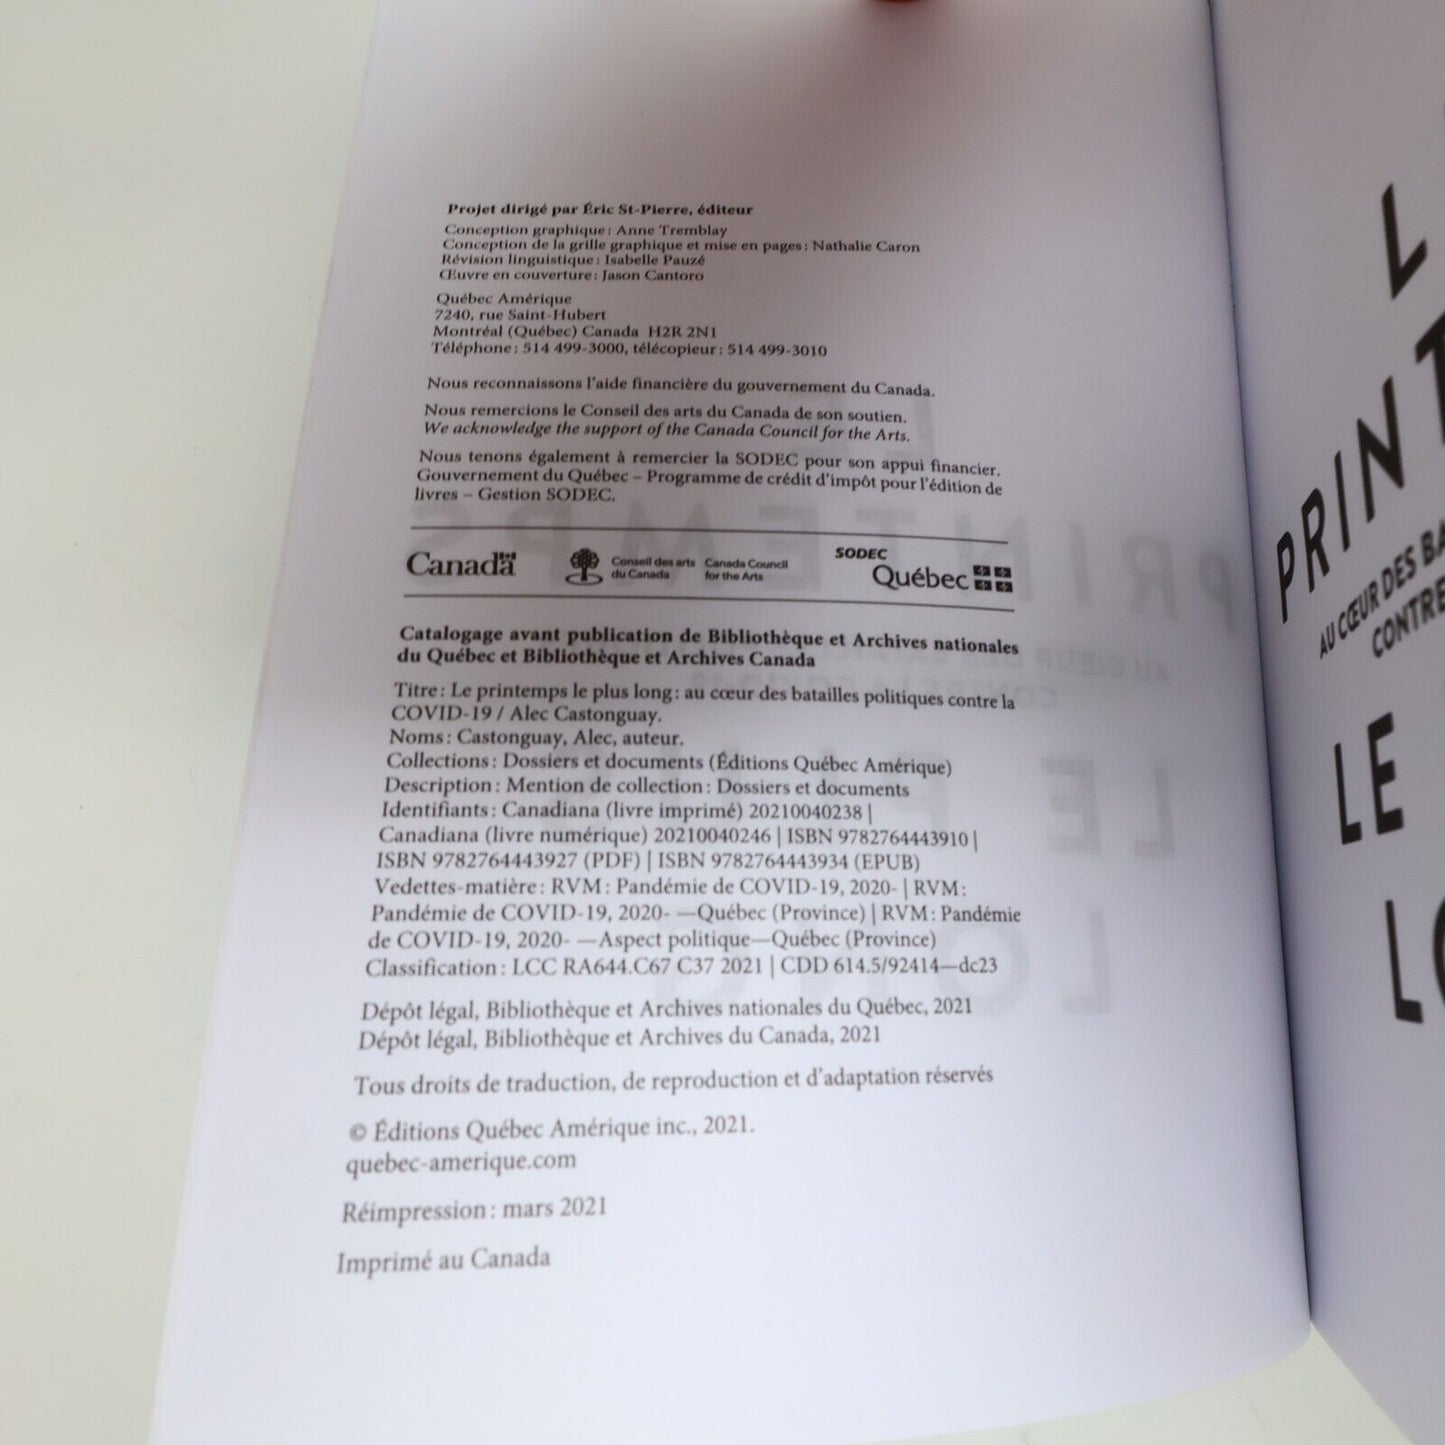 Projet dirigé par Éric St-Pierre, éditeur
Conception graphique : Anne Tremblay
Conception de la grille graphique et mise en pages : Nathalie Caron
Révision linguistique : Isabelle Pauzé
Œuvre en couverture : Jason Cantoro
Québec Amérique
7240, rue Saint-Hubert
Montréal (Québec) Canada H2R 2N1
Téléphone : 514 499-3000, télécopieur : 514 499-3010
Nous reconnaissons l'aide financière du gouvernement du Canada.
Nous remercions le Conseil des arts du Canada de son soutien.
We acknowledge the support of the Canada Council for the Arts.
Nous tenons également à remercier la SODEC pour son appui financier.
Gouvernement du Québec – Programme de crédit d'impôt pour l'édition de
livres – Gestion SODEC.
Canada
Conseil des arts
du Canada
Canada Council
for the Arts
SODEC
Québec
Catalogage avant publication de Bibliothèque et Archives nationales
du Québec et Bibliothèque et Archives Canada
Titre : Le printemps le plus long : au cœur des batailles politiques contre la
COVID-19 / Alec Castonguay.
Noms : Castonguay, Alec, auteur.
Collections : Dossiers et documents (Éditions Québec Amérique)
Description : Mention de collection : Dossiers et documents
Identifiants : Canadiana (livre imprimé) 20210040238 |
Canadiana (livre numérique) 20210040246 | ISBN 9782764443910 |
ISBN 9782764443927 (PDF) | ISBN 9782764443934 (EPUB)
Vedettes-matière : RVM : Pandémie de COVID-19, 2020- | RVM :
Pandémie de COVID-19, 2020- —Québec (Province) | RVM : Pandémie
de COVID-19, 2020- —Aspect politique—Québec (Province)
Classification : LCC RA644.C67 C37 2021 | CDD 614.5/92414—dc23
Dépôt légal, Bibliothèque et Archives nationales du Québec, 2021
Dépôt légal, Bibliothèque et Archives du Canada, 2021
Tous droits de traduction, de reproduction et d'adaptation réservés
© Éditions Québec Amérique inc., 2021.
quebec-amerique.com
Réimpression : mars 2021
Imprimé au Canada
L
PRINT
AU CŒUR DES BA
CONTRE
LE
LO